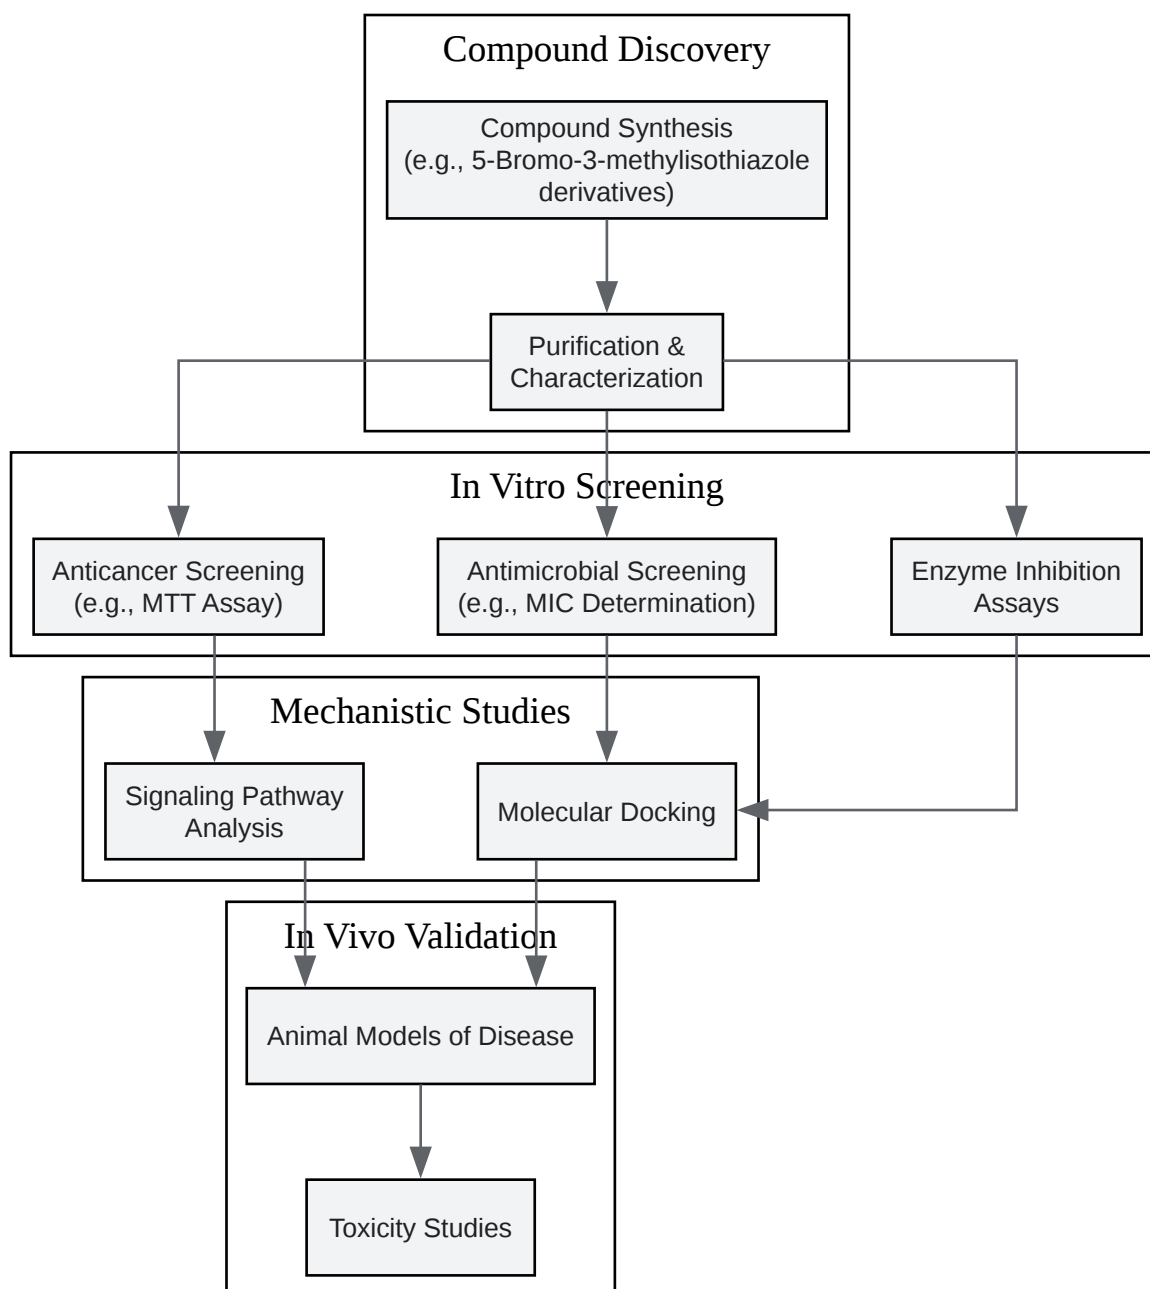 Compound Discovery
Compound Synthesis
(e.g., 5-Bromo-3-methylisothiazole
derivatives)
Purification &
Characterization
In Vitro Screening
Anticancer Screening
(e.g., MTT Assay)
Antimicrobial Screening
(e.g., MIC Determination)
Enzyme Inhibition
Assays
Mechanistic Studies
Signaling Pathway
Analysis
Molecular Docking
In Vivo Validation
Animal Models of Disease
Toxicity Studies